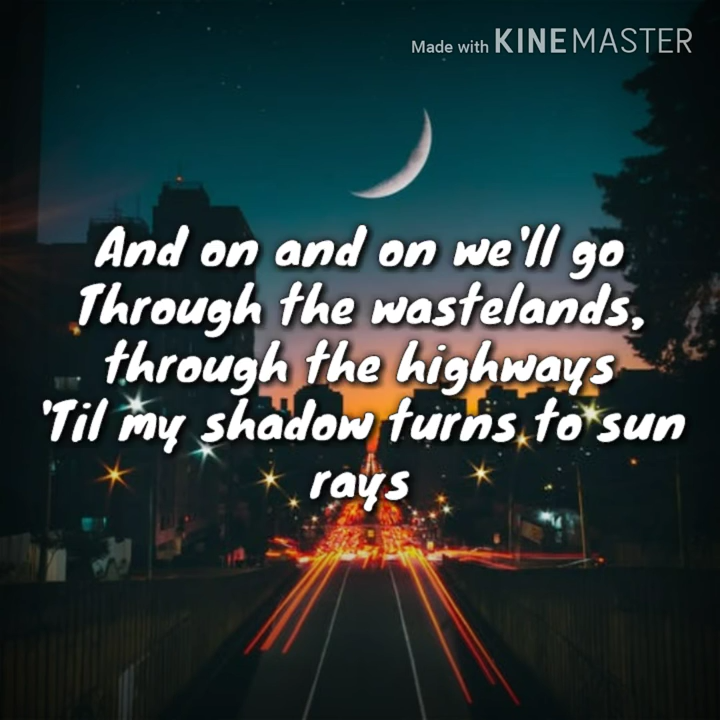 Made with KINEMASTER
And on and on we'll go
Through the wastelands,
through the highways
'Til my shadow turns to sun
rays